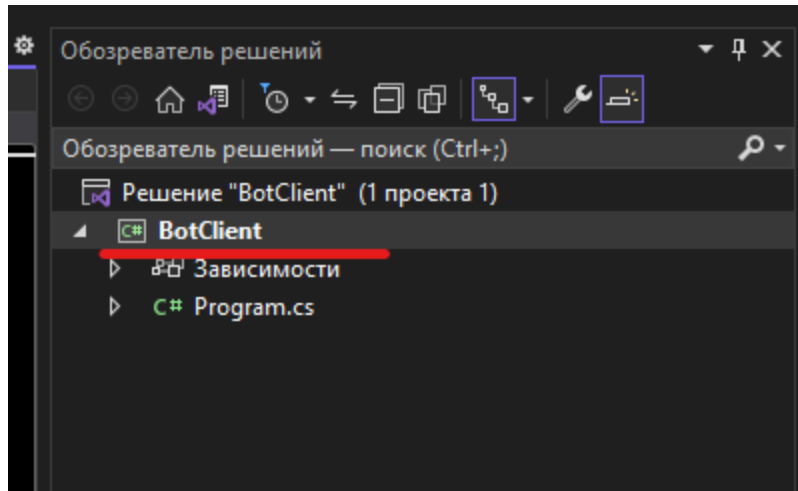 Обозреватель решений
Обозреватель решений — поиск (Ctrl+;)
Решение "BotClient" (1 проекта 1)
C# BotClient
Зависимости
C# Program.cs